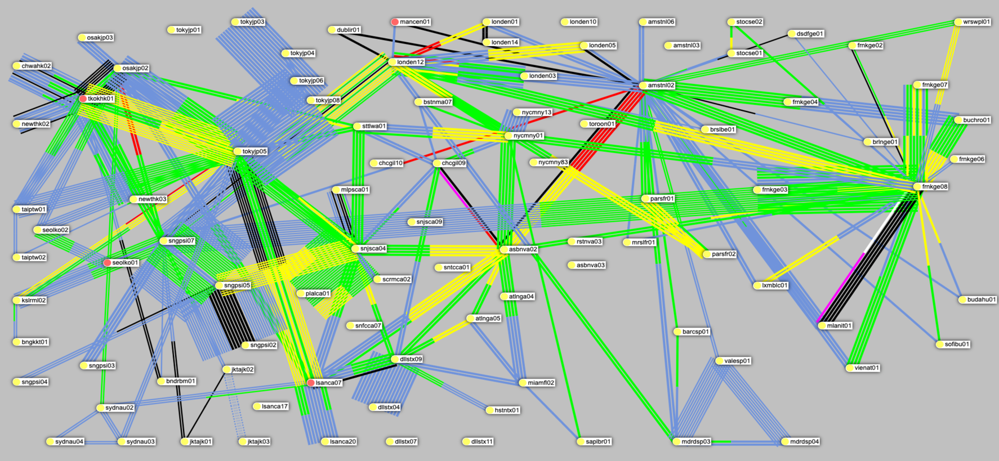 mancen01
londen01
londen10
amstnl06
stocse02
wrswpl01
tokyjp03
tokyjp01
dublir01
dsdfge01
osakjp03
londen14
londen05
amstnl03
frnkge02
tokyjp04
stocse01
londen12
chwahk02
osakjp02
londen03
tokyjp06
amstnl02
frnkge07
tkokhk01
tokyjp08
bstnma07
frnkge04
nycmny13
buchro01
newthk02
sttlwa01
toroon01
brslbe01
nycmny01
brlnge01
tokyjp05
frnkge06
chcgil10
chcgil09
nycmny83
frnkge08
mlpsca01
frnkge03
newthk03
parsfr01
taiptw01
snjsca09
seolko02
sngpsi07
rstnva03
mrslfr01
snjsca04
asbnva02
parsfr02
taiptw02
seolko01
asbnva03
sntcca01
scrmca02
sngpsi05
lxmblc01
plalca01
atlnga04
kslrml02
budahu01
atlnga05
snfcca07
mlanit01
barcsp01
bngkkt01
sngpsi02
sofibu01
dllstx09
valesp01
sngpsi03
vienat01
jktajk02
sngpsi04
bndrbm01
lsanca07
miamfl02
sydnau02
lsanca17
dllstx04
hstntx01
sydnau04
sydnau03
jktajk01
jktajk03
lsanca20
dllstx07
dllstx11
saplbr01
mdrdsp03
mdrdsp04